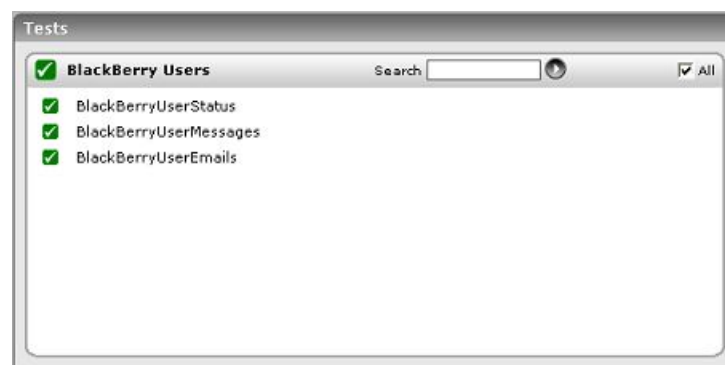 Tests
BlackBerry Users Search All
BlackBerryUserStatus
BlackBerryUserMessages
BlackBerryUserEmails